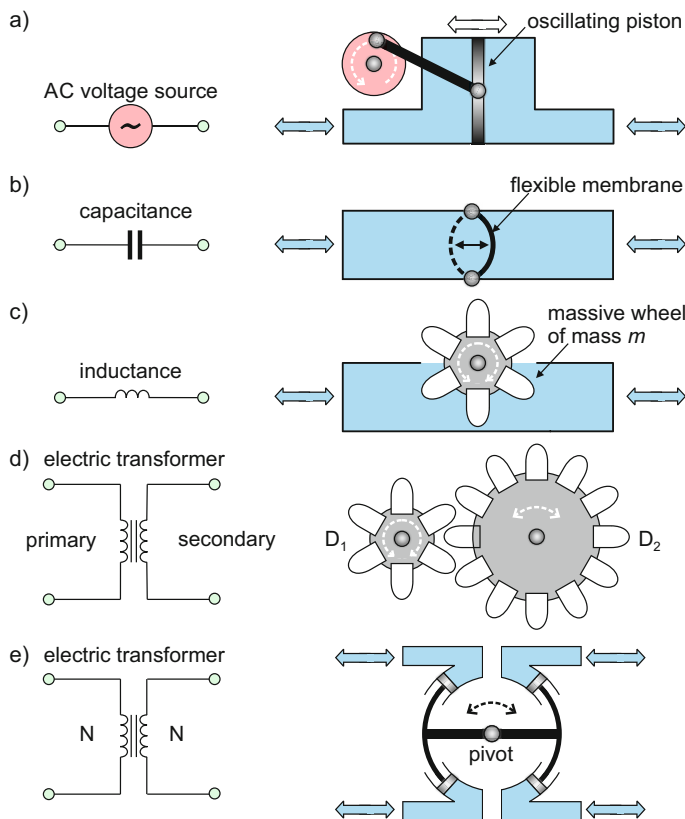 a)
oscillating piston
AC voltage source
~
b)
flexible membrane
capacitance
c)
massive wheel
of mass m
inductance
d)
electric transformer
primary
secondary
D1
D2
e)
electric transformer
N
N
pivot